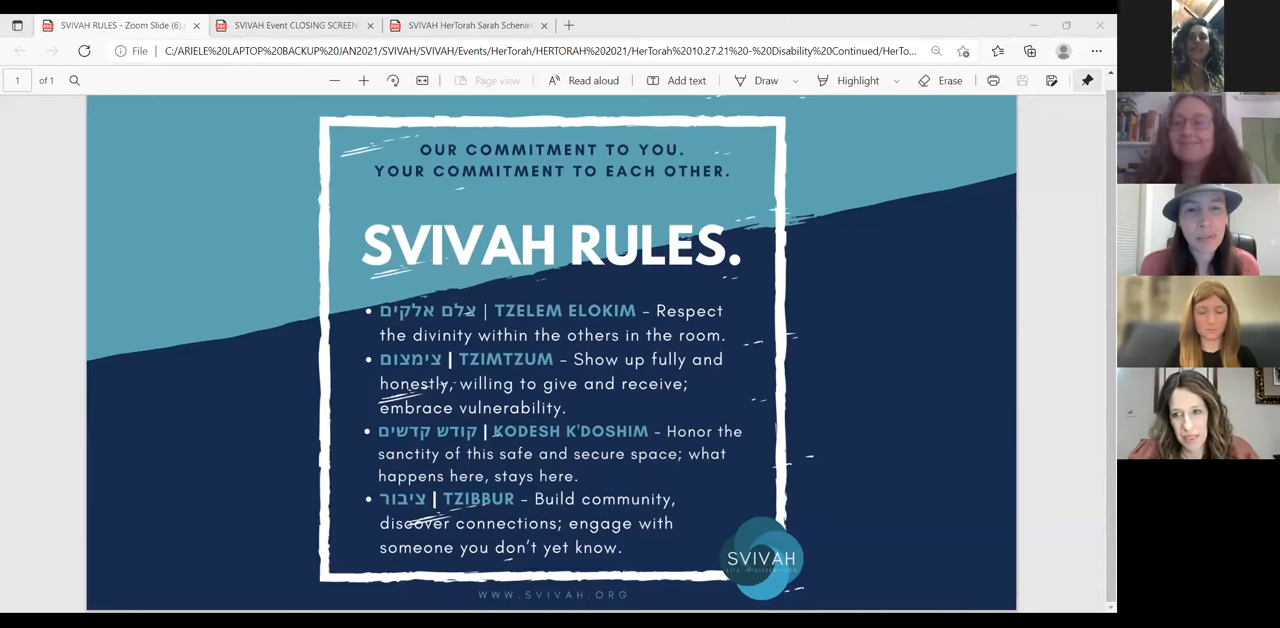 SVIVAH RULES - Zoom Slide (6).p
SVIVAH Event CLOSING SCREEN
SVIVAH HerTorah Sarah Schenire
File
C:/ARIELE%20LAPTOP%20BACKUP%20JAN2021/SVIVAH/SVIVAH/Events/HerTorah/HERTORAH%202021/HerTorah%2010.27.21%20-%20Disability%20Continued/HerTo...
1 of 1
Page view
Read aloud
Add text
Draw
Highlight
Erase
OUR COMMITMENT TO YOU.
YOUR COMMITMENT TO EACH OTHER.
SVIVAH RULES.
• צלם אלקים | TZELEM ELOKIM – Respect
the divinity within the others in the room.
• צימצום | TZIMTZUM – Show up fully and
honestly, willing to give and receive;
embrace vulnerability.
• קודש קדשים | KODESH K'DOSHIM – Honor the
sanctity of this safe and secure space; what
happens here, stays here.
• ציבור | TZIBBUR – Build community,
discover connections; engage with
someone you don't yet know.
SVIVAH
WWW.SVIVAH.ORG